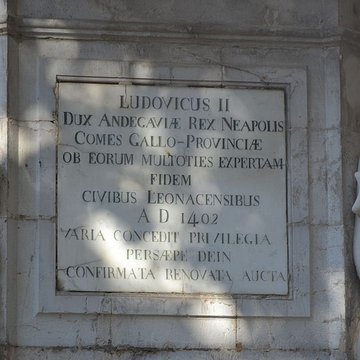 LUDOVICUS II
DUX ANDEGAVIÆ REX NEAPOLIS
COMES GALLO-PROVINCIÆ
OB EORUM MULTOTIES EXPERTAM
FIDEM
CIVIBUS LEONACENSIBUS
A D 1402
VARIA CONCEDIT PRIVILEGIA
PERSÆPE DEIN
CONFIRMATA RENOVATA AUCTA